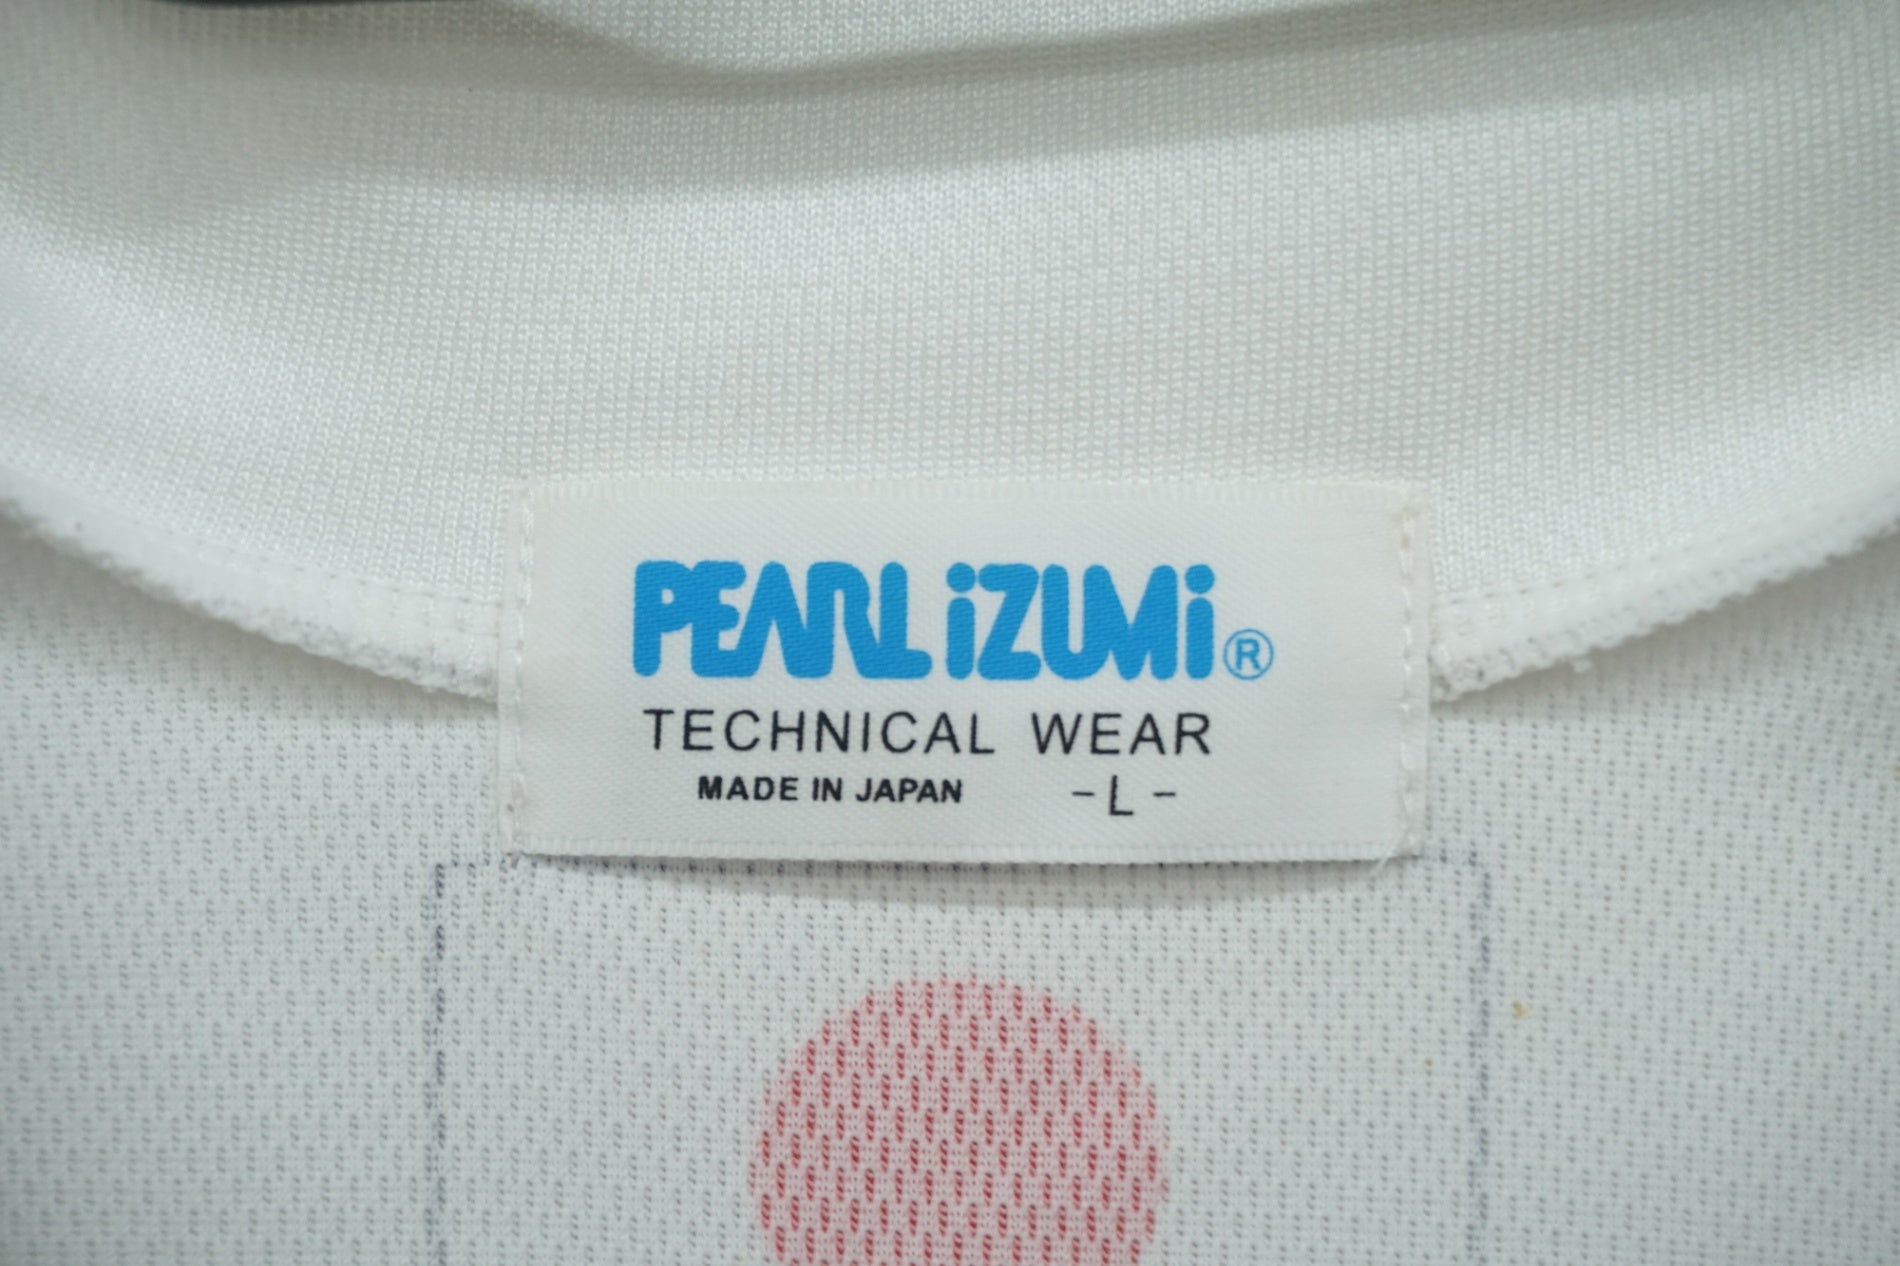 PEARL iZUMi®
TECHNICAL WEAR
MADE IN JAPAN -L-